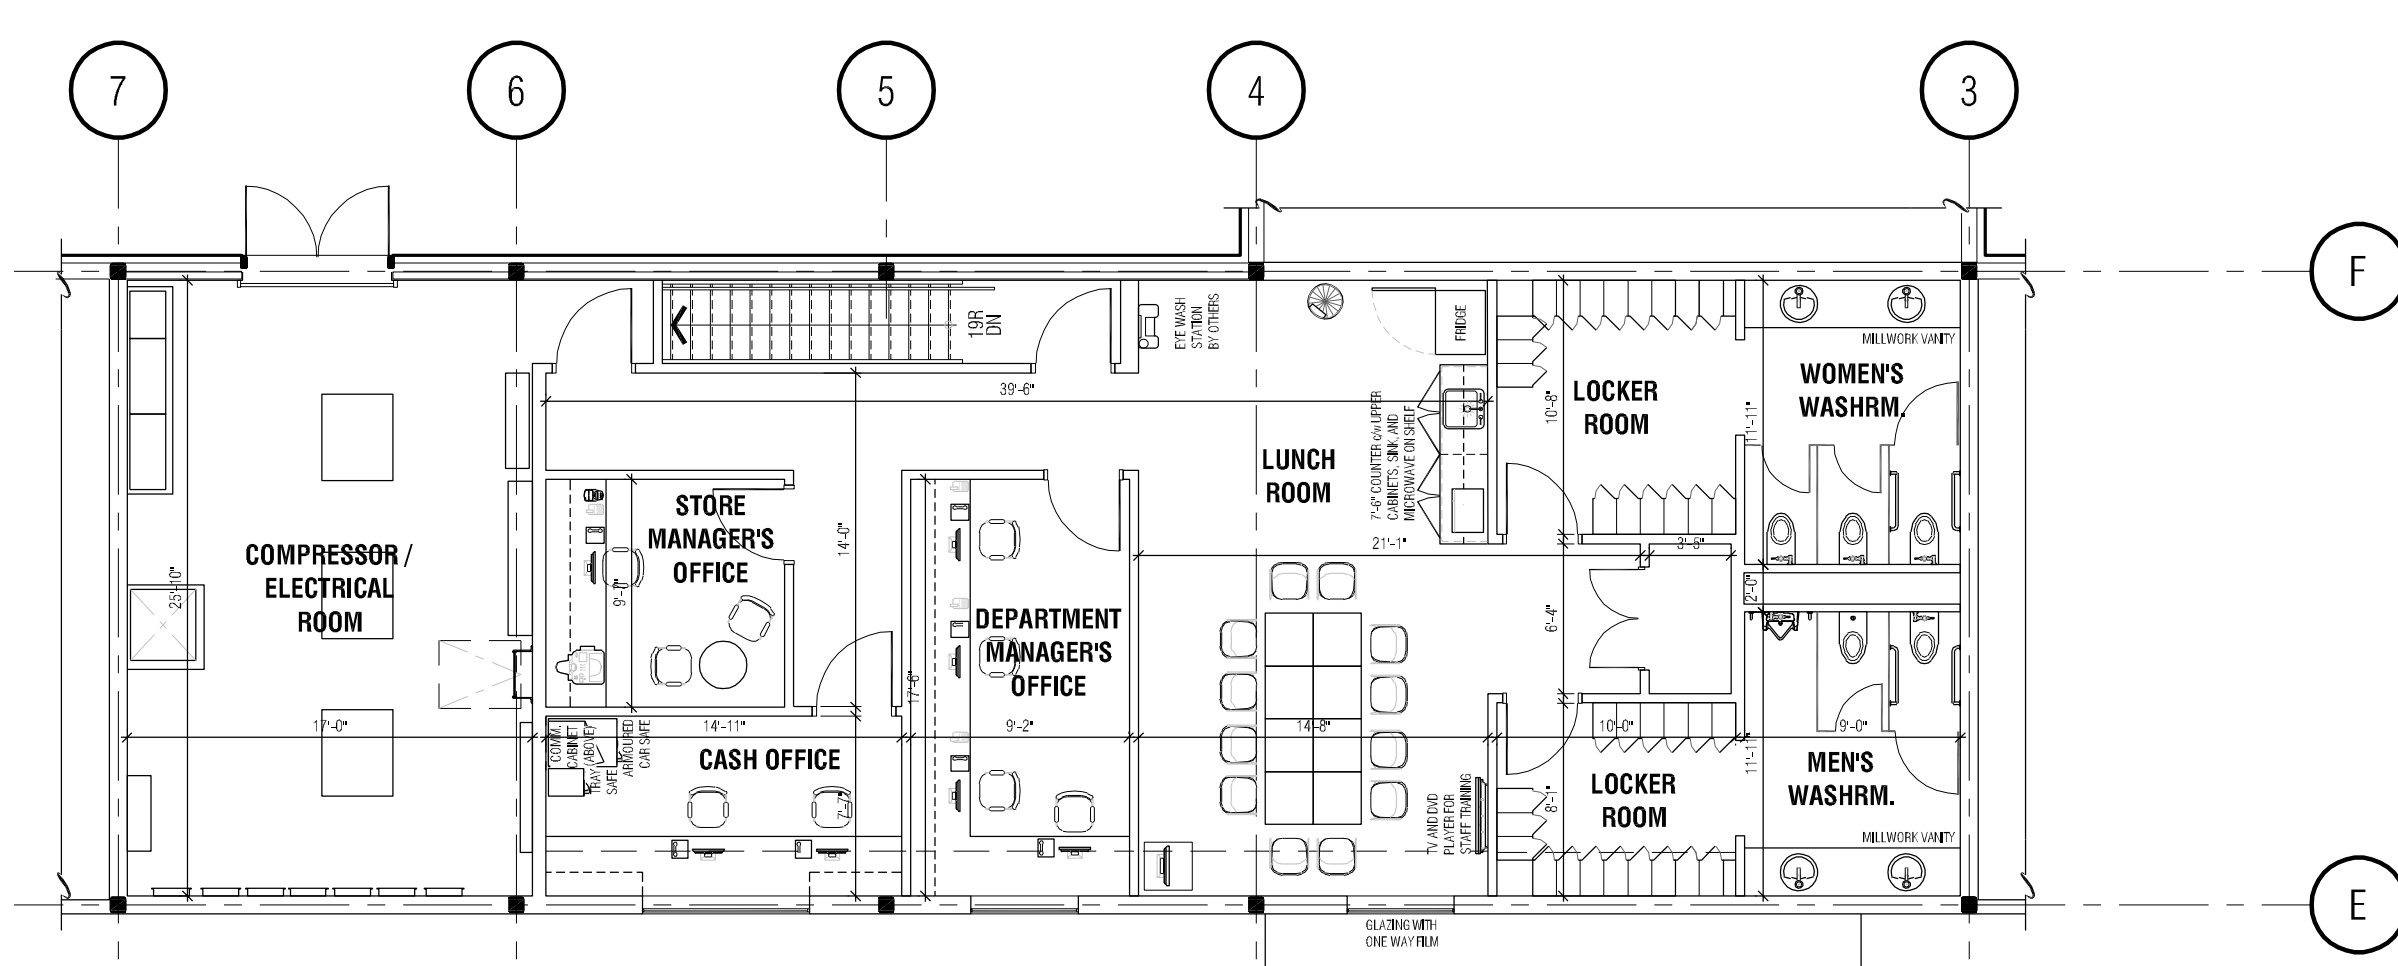 7
6
5
4
3
F
E
19R
DN
EYE WASH
STATION
BY OTHERS
FRIDGE
MILLWORK VANITY
WOMEN'S
WASHRM.
LOCKER
ROOM
10'-8"
11'-11"
39'-6"
7'-6" COUNTER c/w UPPER
CABINETS, SINK, AND
MICROWAVE ON SHELF
LUNCH
ROOM
STORE
MANAGER'S
OFFICE
14'-0"
COMPRESSOR /
ELECTRICAL
ROOM
25'-10"
21'-1"
3'-5"
2'-0"
6'-4"
DEPARTMENT
MANAGER'S
OFFICE
17'-6"
17'-0"
14'-11"
9'-2"
14'-8"
10'-0"
9'-0"
COMM.
CABINET
TRAY (ABOVE)
SAFE
ARMOURED
CAR SAFE
CASH OFFICE
7'-7"
TV AND DVD
PLAYER FOR
STAFF TRAINING
8'-1"
LOCKER
ROOM
11'-11"
MEN'S
WASHRM.
MILLWORK VANITY
GLAZING WITH
ONE WAY FILM